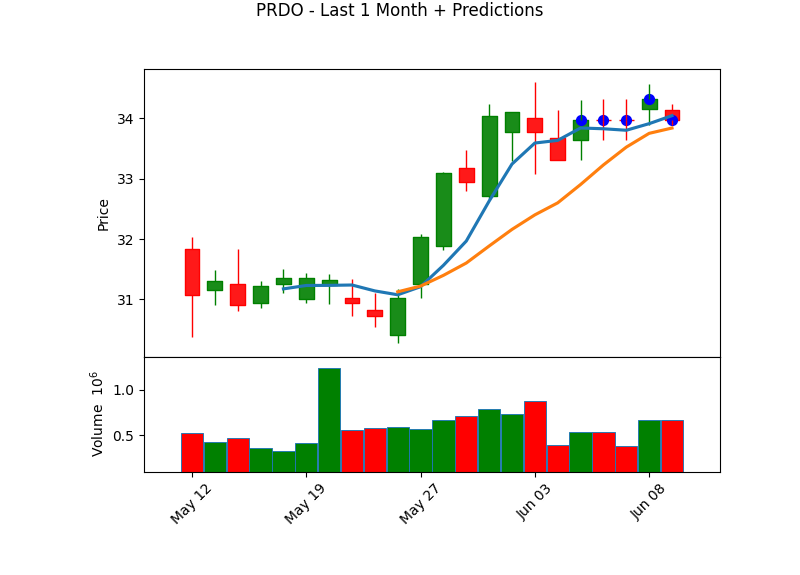 PRDO - Last 1 Month + Predictions
34
33
32
31
Price
1.0
0.5
Volume 10^6
May 12
May 19
May 27
Jun 03
Jun 08